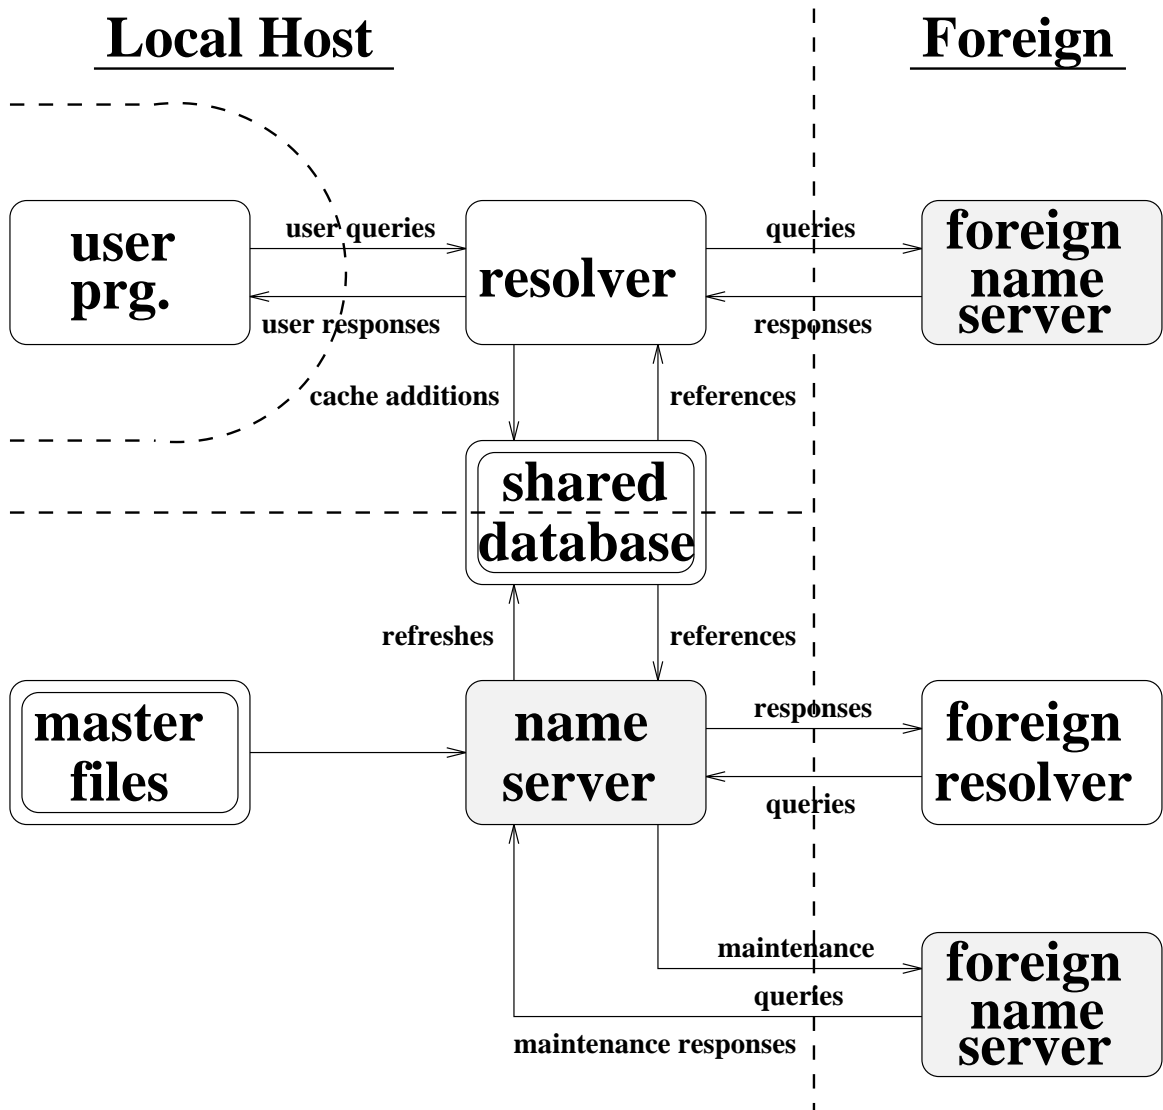 Local Host
Foreign
user
prg.
user queries
user responses
resolver
queries
responses
foreign
name
server
cache additions
references
shared
database
refreshes
references
master
files
name
server
responses
queries
foreign
resolver
maintenance
queries
maintenance responses
foreign
name
server